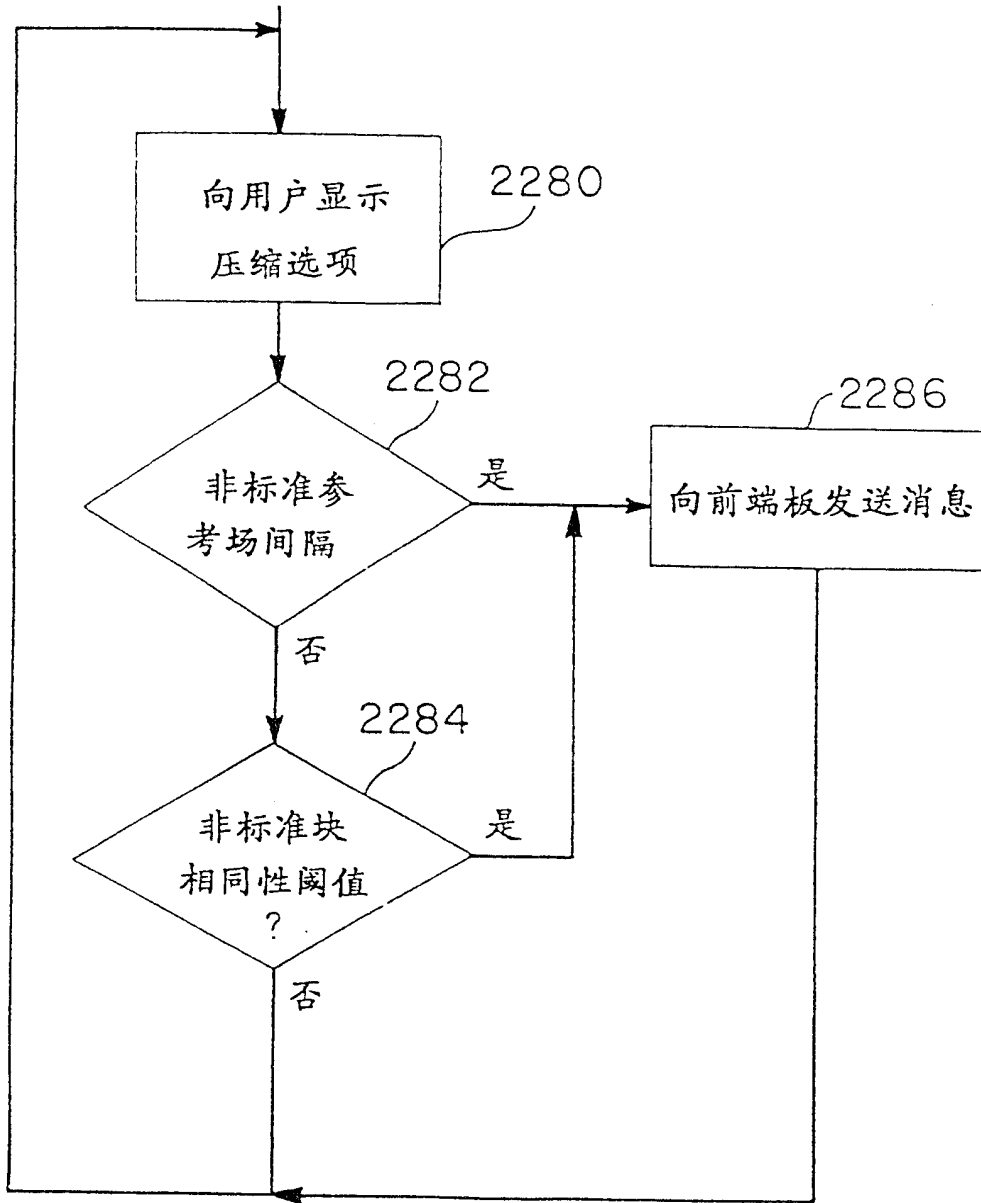 向用户显示
压缩选项
2280
2282
非标准参
考场间隔
是
2286
向前端板发送消息
否
2284
非标准块
相同性阈值
?
是
否